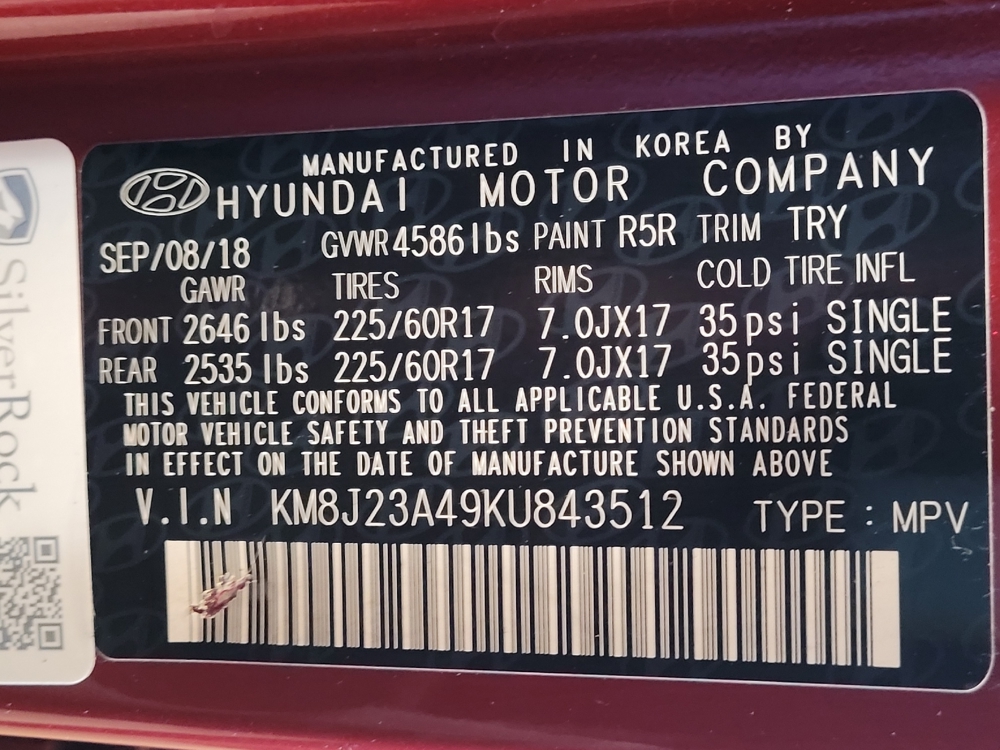 MANUFACTURED IN KOREA BY
HYUNDAI MOTOR COMPANY
SEP/08/18 GVWR 4586 lbs PAINT R5R TRIM TRY
GAWR TIRES RIMS COLD TIRE INFL
FRONT 2646 lbs 225/60R17 7.0JX17 35psi SINGLE
REAR 2535 lbs 225/60R17 7.0JX17 35psi SINGLE
THIS VEHICLE CONFORMS TO ALL APPLICABLE U.S.A. FEDERAL
MOTOR VEHICLE SAFETY AND THEFT PREVENTION STANDARDS
IN EFFECT ON THE DATE OF MANUFACTURE SHOWN ABOVE
V.I.N KM8J23A49KU843512 TYPE : MPV
SilverRock